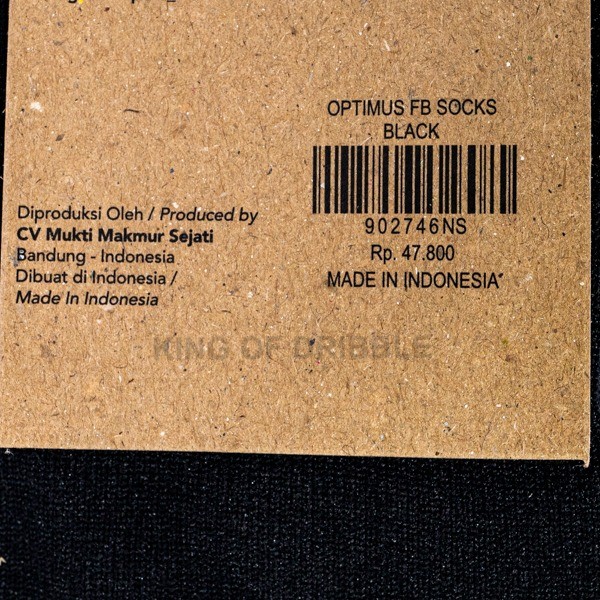 OPTIMUS FB SOCKS
BLACK
902746NS
Rp. 47.800
MADE IN INDONESIA
Diproduksi Oleh / Produced by
CV Mukti Makmur Sejati
Bandung - Indonesia
Dibuat di Indonesia /
Made In Indonesia
KING OF DRIBBLE